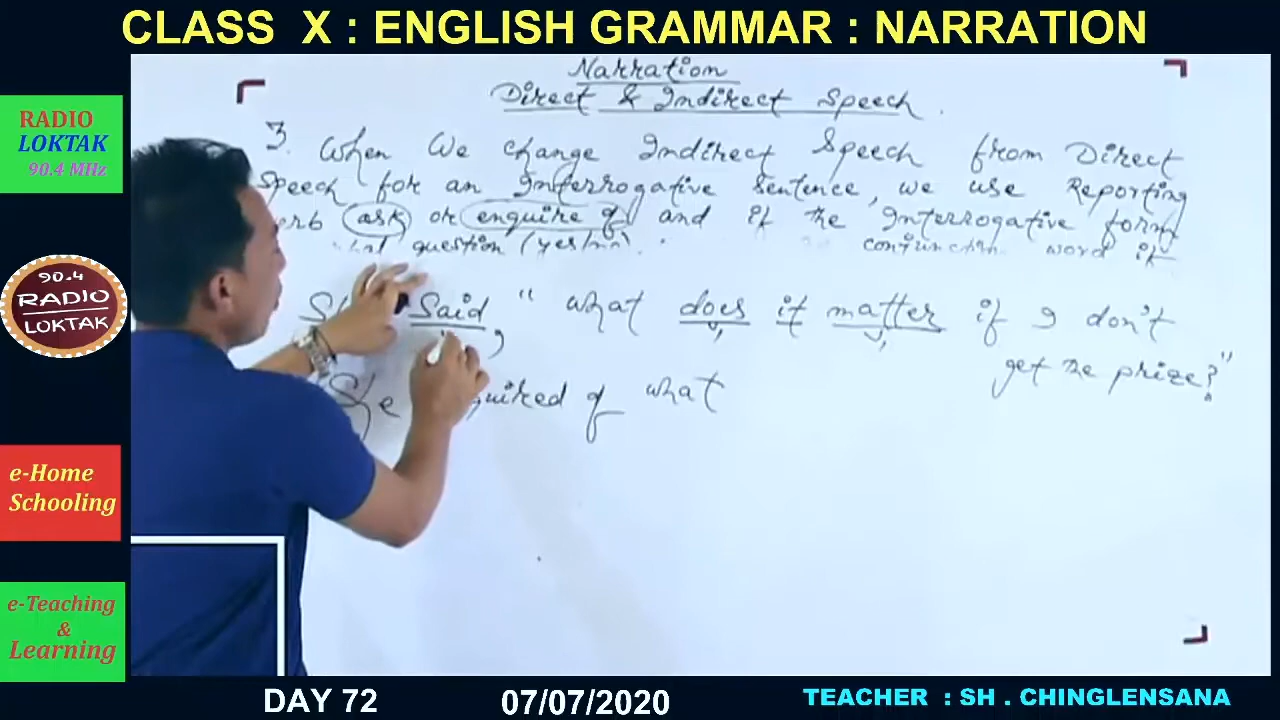 CLASS X : ENGLISH GRAMMAR : NARRATION
RADIO
LOKTAK
90.4 MHz
90.4
RADIO
LOKTAK
e-Home
Schooling
e-Teaching
&
Learning
Narration
Direct & Indirect Speech.
3. When We change Indirect Speech from Direct
Speech for an Interrogative Sentence, we use Reporting
verb ask or enquire of and if the Interrogative form
question (yes/no). conjunction word if
Said, " what does it matter if I don't
get the prize?"
She of what
DAY 72
07/07/2020
TEACHER : SH . CHINGLENSANA